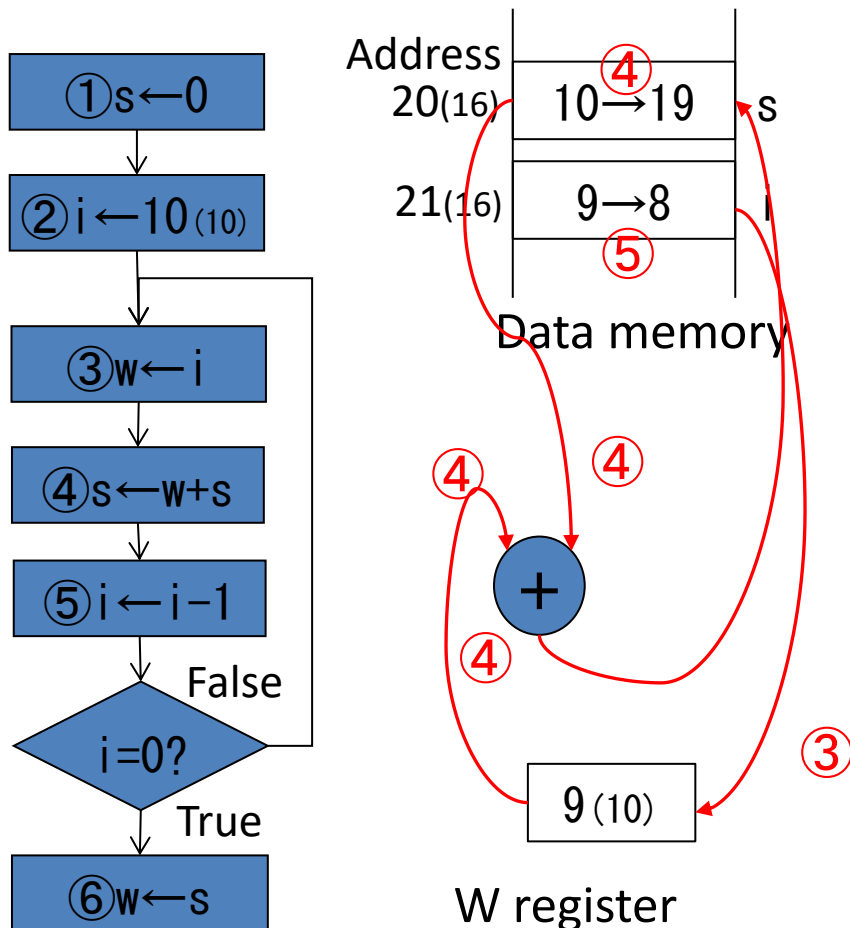 ①s←0
②i←10(10)
③w←i
④s←w+s
⑤i←i-1
False
i=0?
True
⑥w←s
Address
④
20(16)
10→19
s
21(16)
9→8
i
⑤
Data memory
④
④
+
④
③
9(10)
W register